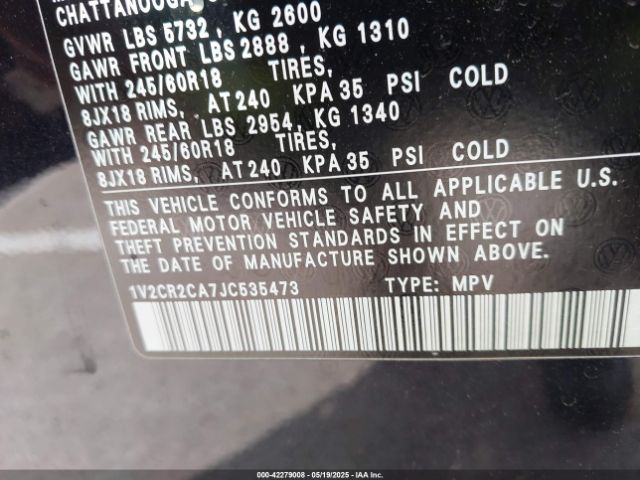 CHATTANOOGA
GVWR LBS 5732 , KG 2600
GAWR FRONT LBS 2888 , KG 1310
WITH 245/60R18 TIRES,
8JX18 RIMS, AT 240 KPA 35 PSI COLD
GAWR REAR LBS 2954, KG 1340
WITH 245/60R18 TIRES,
8JX18 RIMS, AT 240 KPA 35 PSI COLD
THIS VEHICLE CONFORMS TO ALL APPLICABLE U.S.
FEDERAL MOTOR VEHICLE SAFETY AND
THEFT PREVENTION STANDARDS IN EFFECT ON
THE DATE OF MANUFACTURE SHOWN ABOVE.
1V2CR2CA7JC535473 TYPE: MPV
000-42279008 - 05/19/2025 - IAAI.COM